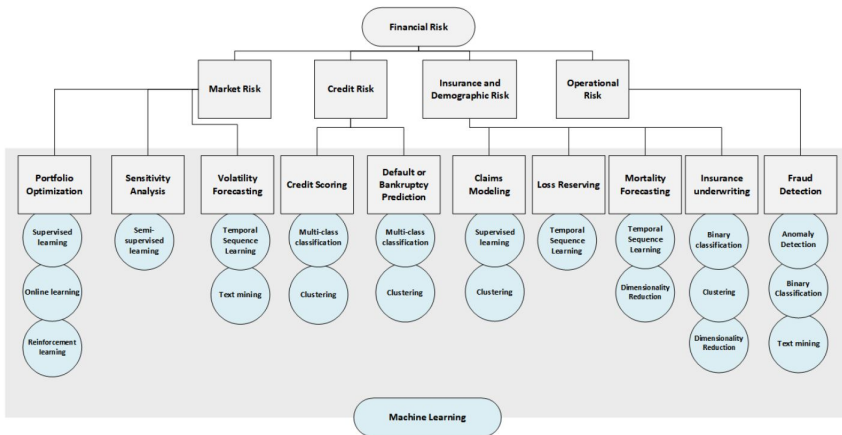 Financial Risk
Market Risk
Credit Risk
Insurance and
Demographic Risk
Operational
Risk
Portfolio
Optimization
Sensitivity
Analysis
Volatility
Forecasting
Credit Scoring
Default or
Bankruptcy
Prediction
Claims
Modeling
Loss Reserving
Mortality
Forecasting
Insurance
underwriting
Fraud
Detection
Supervised
learning
Semi-
supervised
learning
Temporal
Sequence
Learning
Multi-class
classification
Multi-class
classification
Supervised
learning
Temporal
Sequence
Learning
Temporal
Sequence
Learning
Binary
classification
Anomaly
Detection
Online learning
Text mining
Clustering
Clustering
Clustering
Dimensionality
Reduction
Clustering
Binary
Classification
Reinforcement
learning
Dimensionality
Reduction
Text mining
Machine Learning